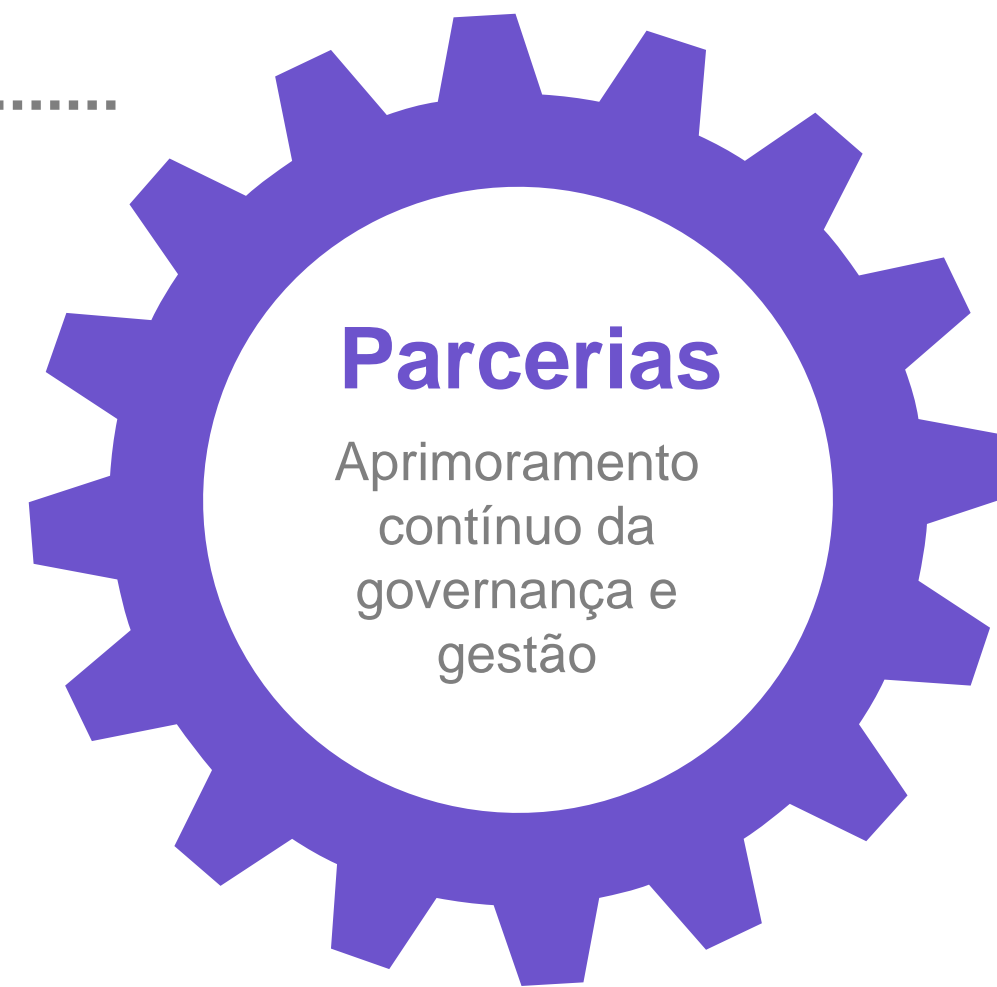 Parcerias
Aprimoramento
contínuo da
governança e
gestão